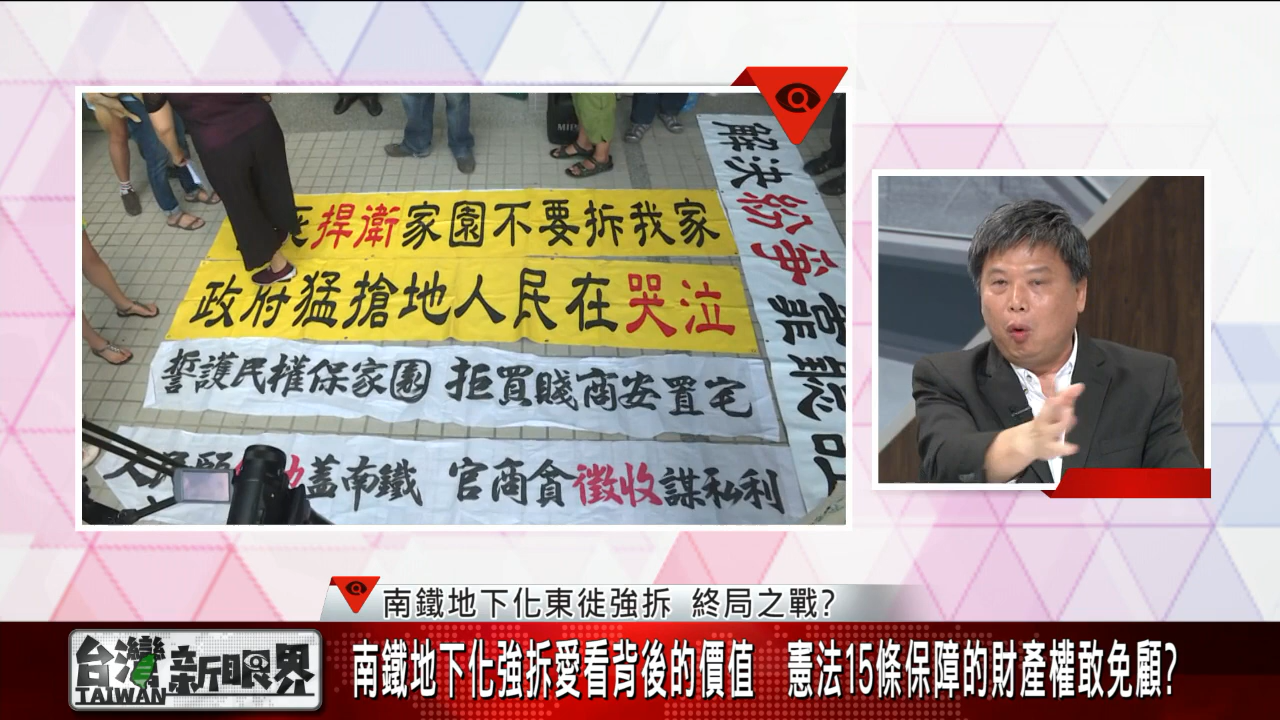 解決紛爭需聽
捍衛家園不要拆我家
政府猛搶地人民在哭泣
誓護民權保家園 拒買賤商安置宅
蓋南鐵 官商貪徵收謀私利
南鐵地下化東徙強拆 終局之戰?
台灣新眼界
TAIWAN
南鐵地下化強拆愛看背後的價值 憲法15條保障的財產權敢免顧?